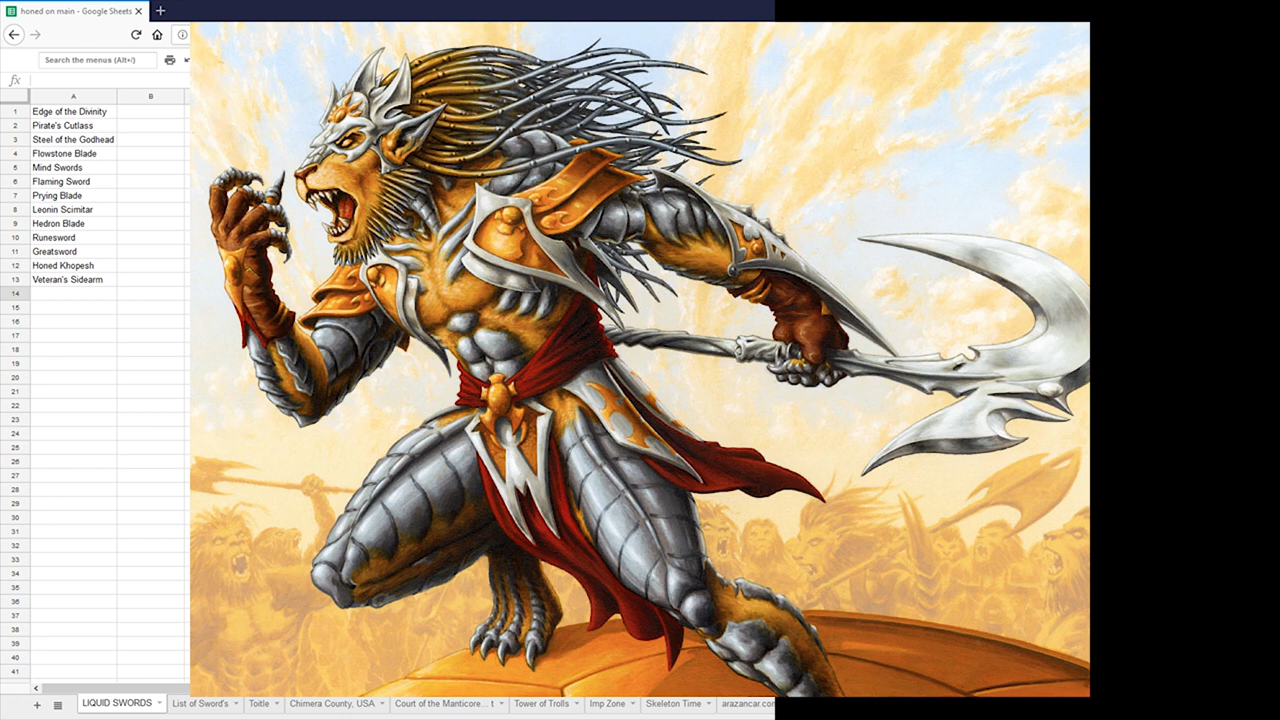 honed on main - Google Sheets
Search the menus (Alt+/)
fx
A B
1 Edge of the Divinity
2 Pirate's Cutlass
3 Steel of the Godhead
4 Flowstone Blade
5 Mind Swords
6 Flaming Sword
7 Prying Blade
8 Leonin Scimitar
9 Hedron Blade
10 Runesword
11 Greatsword
12 Honed Khopesh
13 Veteran's Sidearm
14
15
16
17
18
19
20
21
22
23
24
25
26
27
28
29
30
31
32
33
34
35
36
37
38
39
40
41
LIQUID SWORDS List of Sword's Toitle Chimera County, USA Court of the Manticore... t Tower of Trolls Imp Zone Skeleton Time arazancar.com